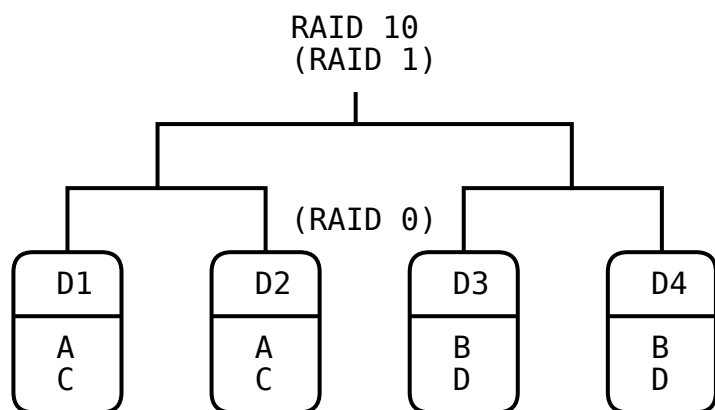 RAID 10
(RAID 1)
(RAID 0)
D1 D2 D3 D4
A A B B
C C D D